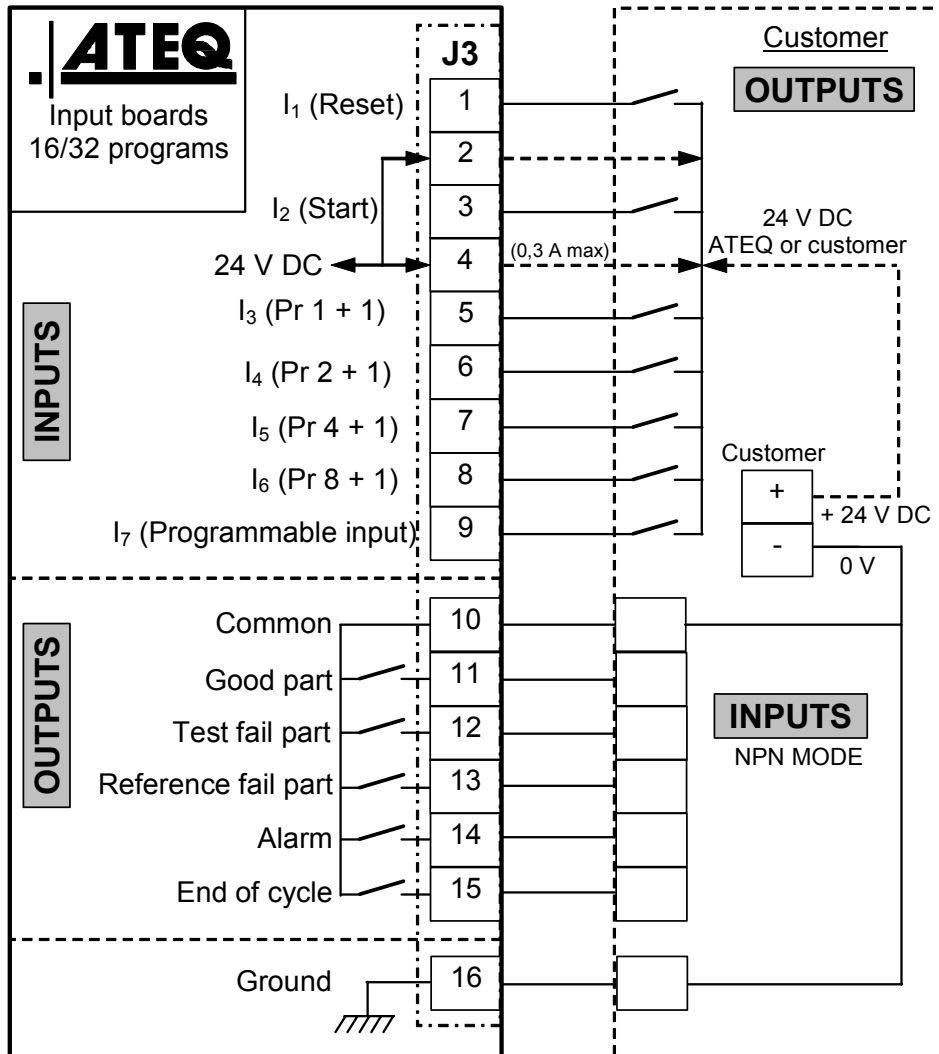 ATEQ
Input boards
16/32 programs
J3
Customer
OUTPUTS
I₁ (Reset)
1
2
I₂ (Start)
3
24 V DC
ATEQ or customer
24 V DC
4
(0,3 A max)
INPUTS
I₃ (Pr 1 + 1)
5
I₄ (Pr 2 + 1)
6
I₅ (Pr 4 + 1)
7
I₆ (Pr 8 + 1)
8
I₇ (Programmable input)
9
Customer
+
+ 24 V DC
-
0 V
OUTPUTS
Common
10
Good part
11
Test fail part
12
Reference fail part
13
Alarm
14
End of cycle
15
INPUTS
NPN MODE
Ground
16